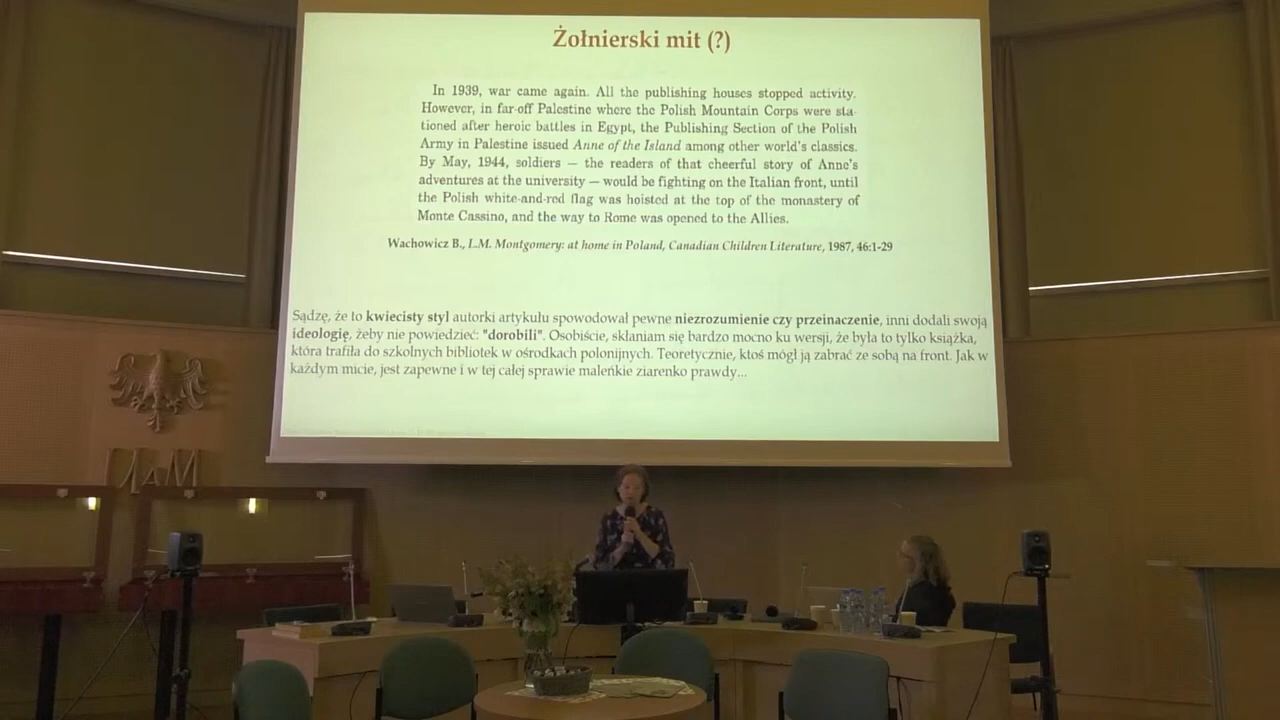 Żołnierski mit (?)
In 1939, war came again. All the publishing houses stopped activity.
However, in far-off Palestine where the Polish Mountain Corps were sta-
tioned after heroic battles in Egypt, the Publishing Section of the Polish
Army in Palestine issued Anne of the Island among other world's classics.
By May, 1944, soldiers — the readers of that cheerful story of Anne's
adventures at the university — would be fighting on the Italian front, until
the Polish white-and-red flag was hoisted at the top of the monastery of
Monte Cassino, and the way to Rome was opened to the Allies.
Wachowicz B., L.M. Montgomery: at home in Poland, Canadian Children Literature, 1987, 46:1-29
Sądzę, że to kwiecisty styl autorki artykułu spowodował pewne niezrozumienie czy przeinaczenie, inni dodali swoją
ideologię, żeby nie powiedzieć: "dorobili". Osobiście, skłaniam się bardzo mocno ku wersji, że była to tylko książka,
która trafiła do szkolnych bibliotek w ośrodkach polonijnych. Teoretycznie, ktoś mógł ją zabrać ze sobą na front. Jak w
każdym micie, jest zapewne i w tej całej sprawie maleńkie ziarenko prawdy...
UAM